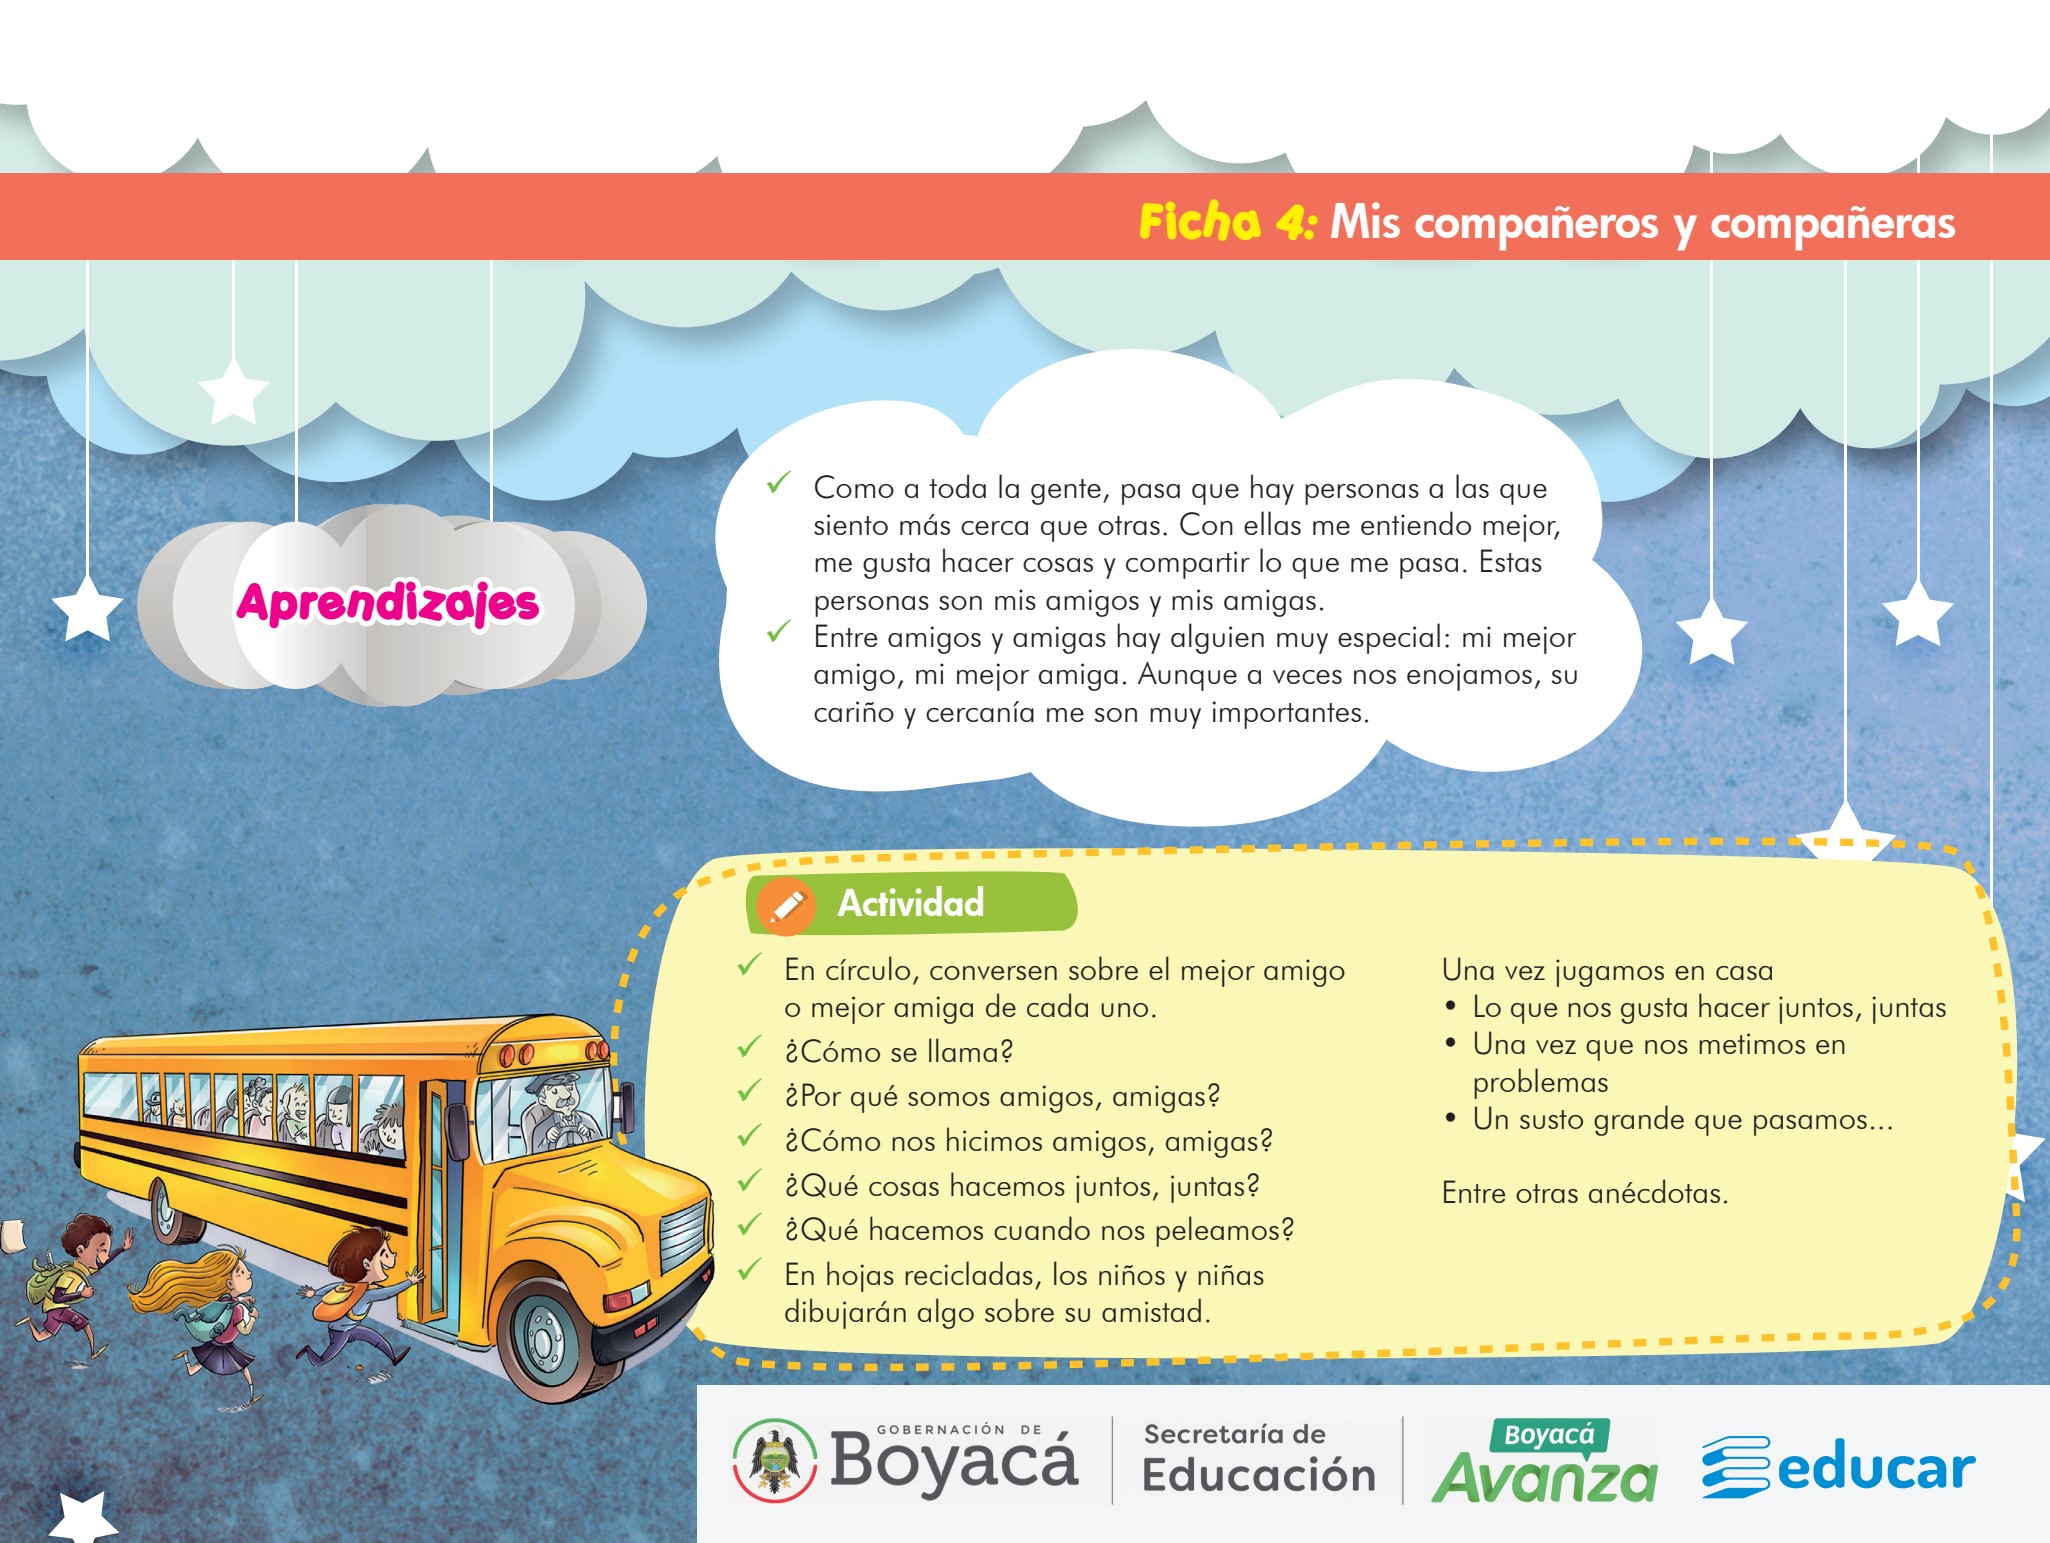 Ficha 4: Mis compañeros y compañeras
Aprendizajes
✓ Como a toda la gente, pasa que hay personas a las que
siento más cerca que otras. Con ellas me entiendo mejor,
me gusta hacer cosas y compartir lo que me pasa. Estas
personas son mis amigos y mis amigas.
✓ Entre amigos y amigas hay alguien muy especial: mi mejor
amigo, mi mejor amiga. Aunque a veces nos enojamos, su
cariño y cercanía me son muy importantes.
Actividad
✓ En círculo, conversen sobre el mejor amigo
o mejor amiga de cada uno.
✓ ¿Cómo se llama?
✓ ¿Por qué somos amigos, amigas?
✓ ¿Cómo nos hicimos amigos, amigas?
✓ ¿Qué cosas hacemos juntos, juntas?
✓ ¿Qué hacemos cuando nos peleamos?
✓ En hojas recicladas, los niños y niñas
dibujarán algo sobre su amistad.
Una vez jugamos en casa
• Lo que nos gusta hacer juntos, juntas
• Una vez que nos metimos en
problemas
• Un susto grande que pasamos...
Entre otras anécdotas.
GOBERNACIÓN DE
Boyacá
Secretaría de
Educación
Boyacá
Avanza
educar